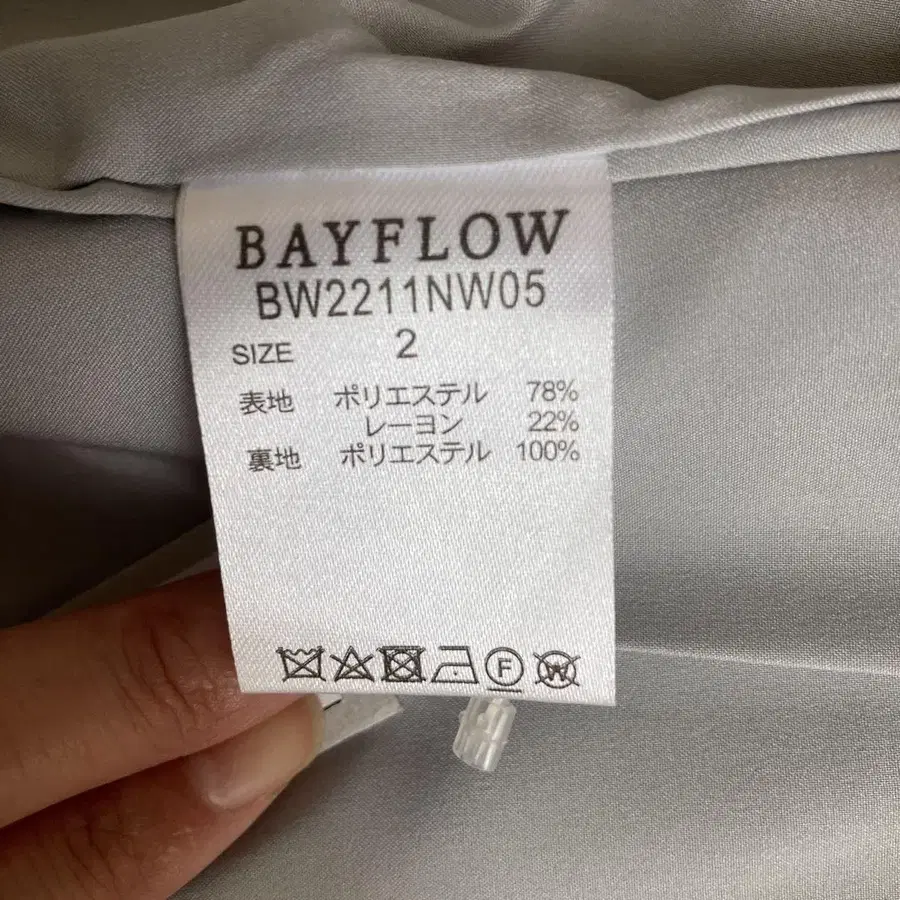 BAYFLOW
BW2211NW05
SIZE 2
表地 ポリエステル 78%
レーヨン 22%
裏地 ポリエステル 100%
F W